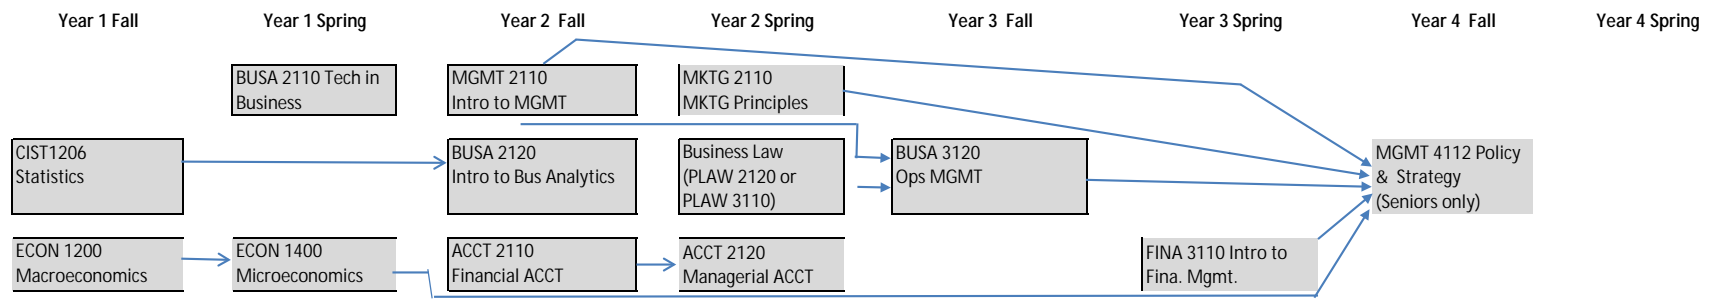 Year 1 Fall
Year 1 Spring
Year 2 Fall
Year 2 Spring
Year 3 Fall
Year 3 Spring
Year 4 Fall
Year 4 Spring
BUSA 2110 Tech in
Business
MGMT 2110
Intro to MGMT
MKTG 2110
MKTG Principles
CIST1206
Statistics
BUSA 2120
Intro to Bus Analytics
Business Law
(PLAW 2120 or
PLAW 3110)
BUSA 3120
Ops MGMT
MGMT 4112 Policy
& Strategy
(Seniors only)
ECON 1200
Macroeconomics
ECON 1400
Microeconomics
ACCT 2110
Financial ACCT
ACCT 2120
Managerial ACCT
FINA 3110 Intro to
Fina. Mgmt.